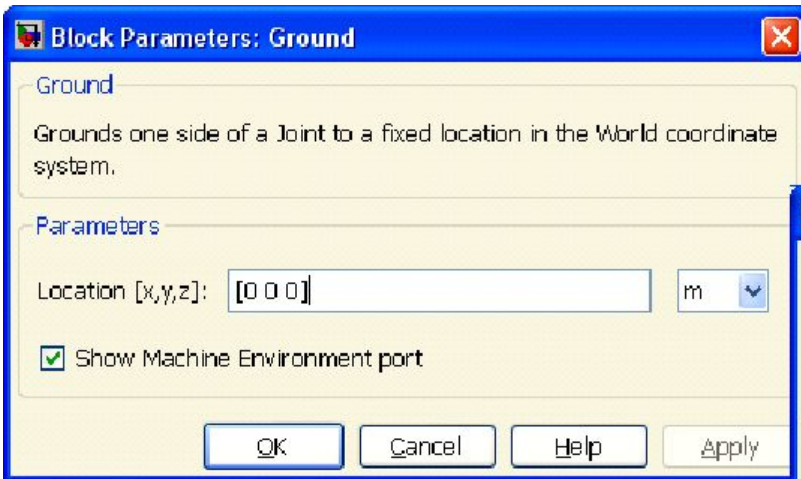 Block Parameters: Ground
Ground
Grounds one side of a Joint to a fixed location in the World coordinate
system.
Parameters
Location [x,y,z]: [0 0 0] m
Show Machine Environment port
OK Cancel Help Apply